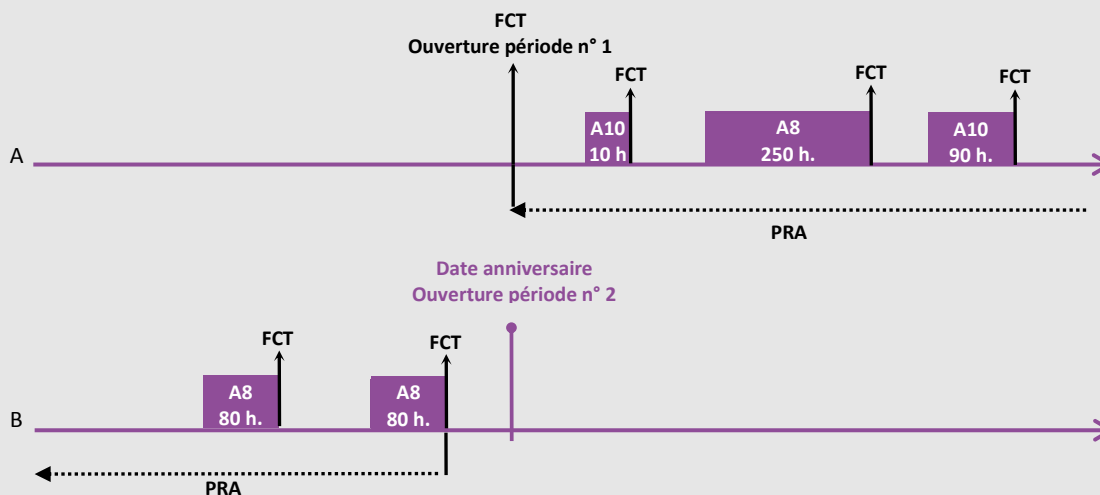 FCT
Ouverture période n° 1
FCT
FCT
FCT
A10
10 h
A8
250 h.
A10
90 h.
A
PRA
Date anniversaire
Ouverture période n° 2
FCT
FCT
A8
80 h.
A8
80 h.
B
PRA